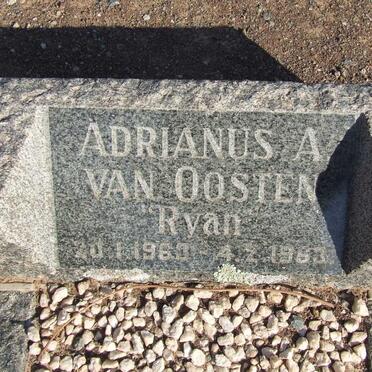 ADRIANUS A
VAN OOSTEN
"Ryan